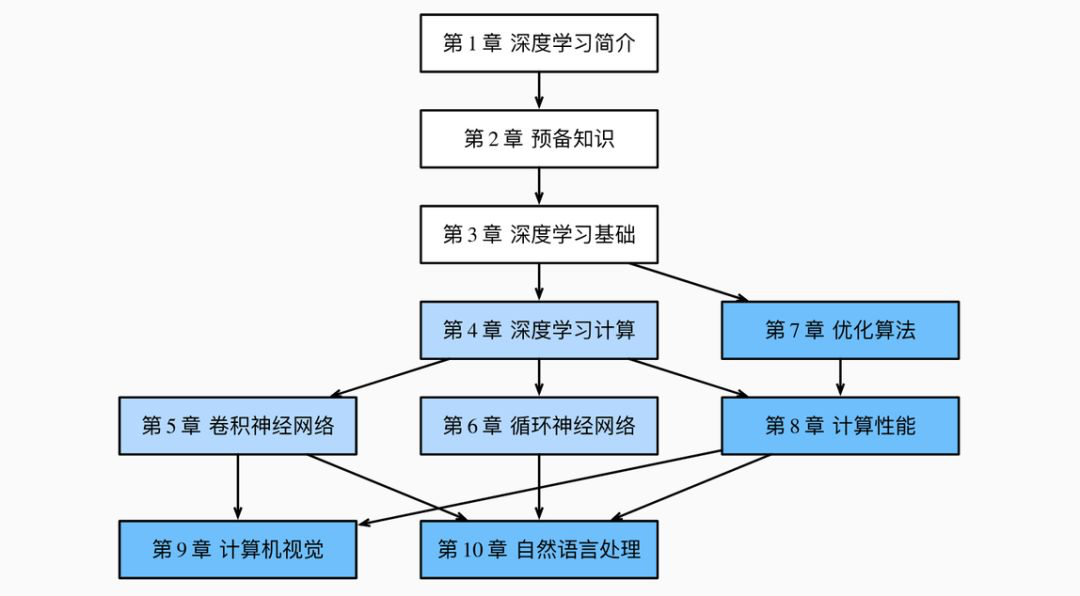 第 1 章 深度学习简介
第 2 章 预备知识
第 3 章 深度学习基础
第 4 章 深度学习计算
第 7 章 优化算法
第 5 章 卷积神经网络
第 6 章 循环神经网络
第 8 章 计算性能
第 9 章 计算机视觉
第 10 章 自然语言处理